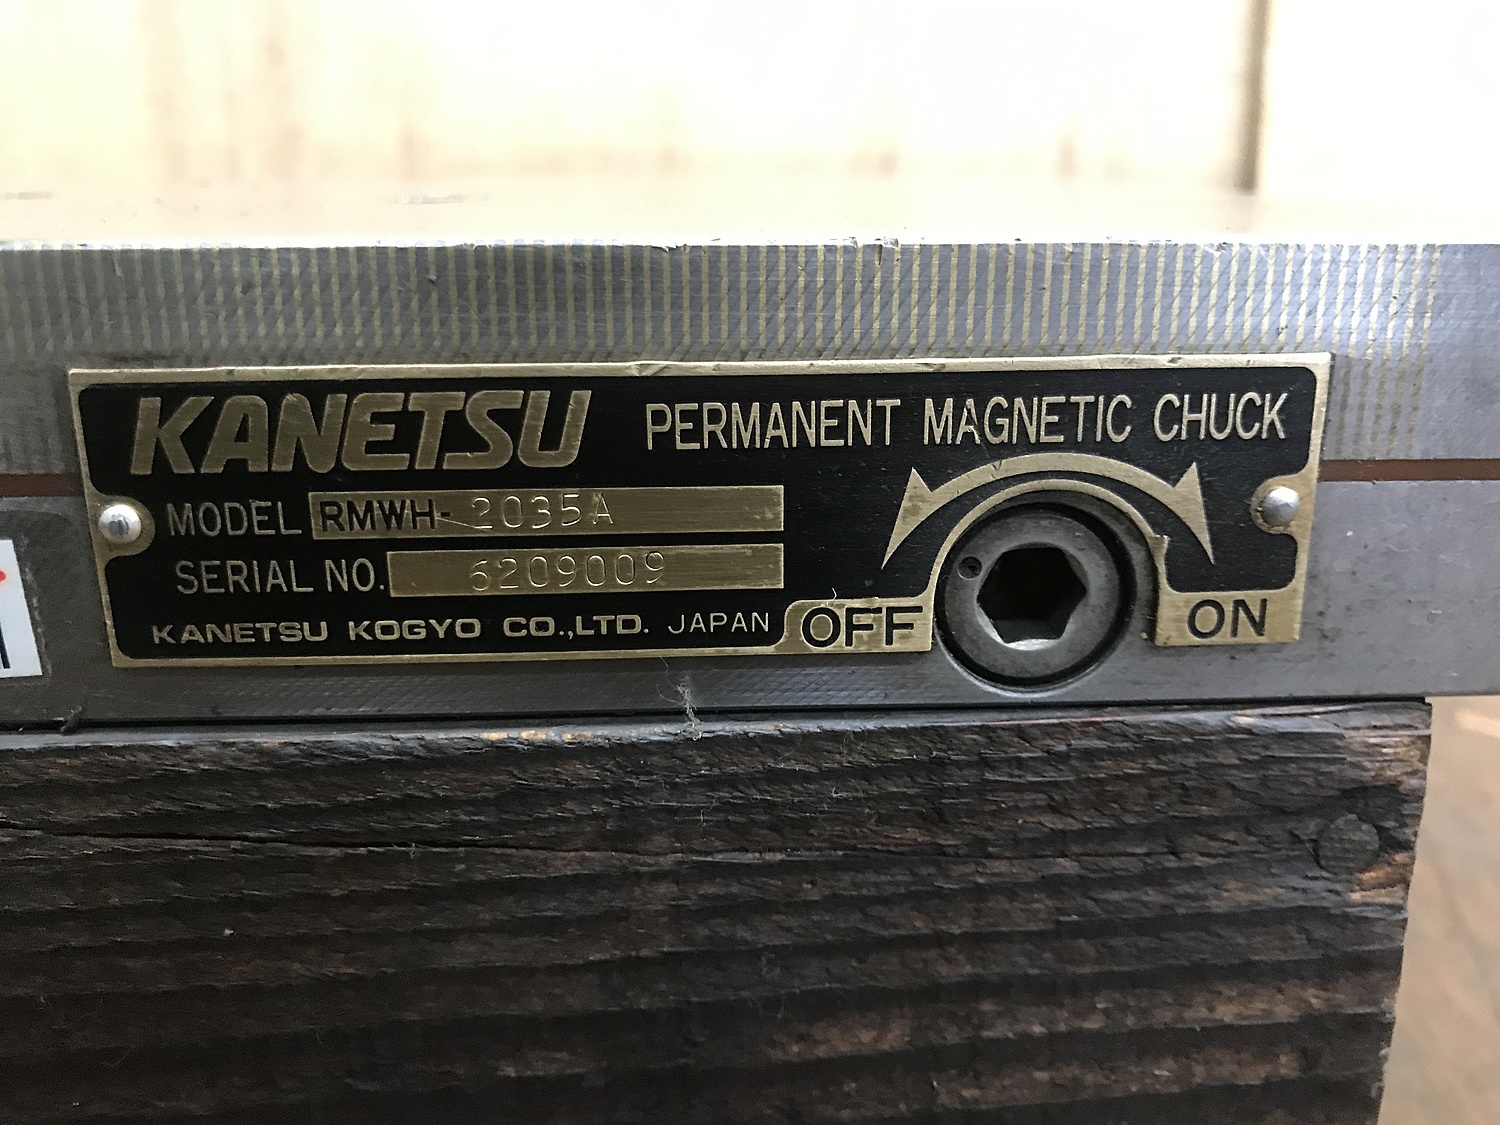 KANETSU PERMANENT MAGNETIC CHUCK
MODEL RMWH-2035A
SERIAL NO. 6209009
KANETSU KOGYO CO.,LTD. JAPAN
OFF ON